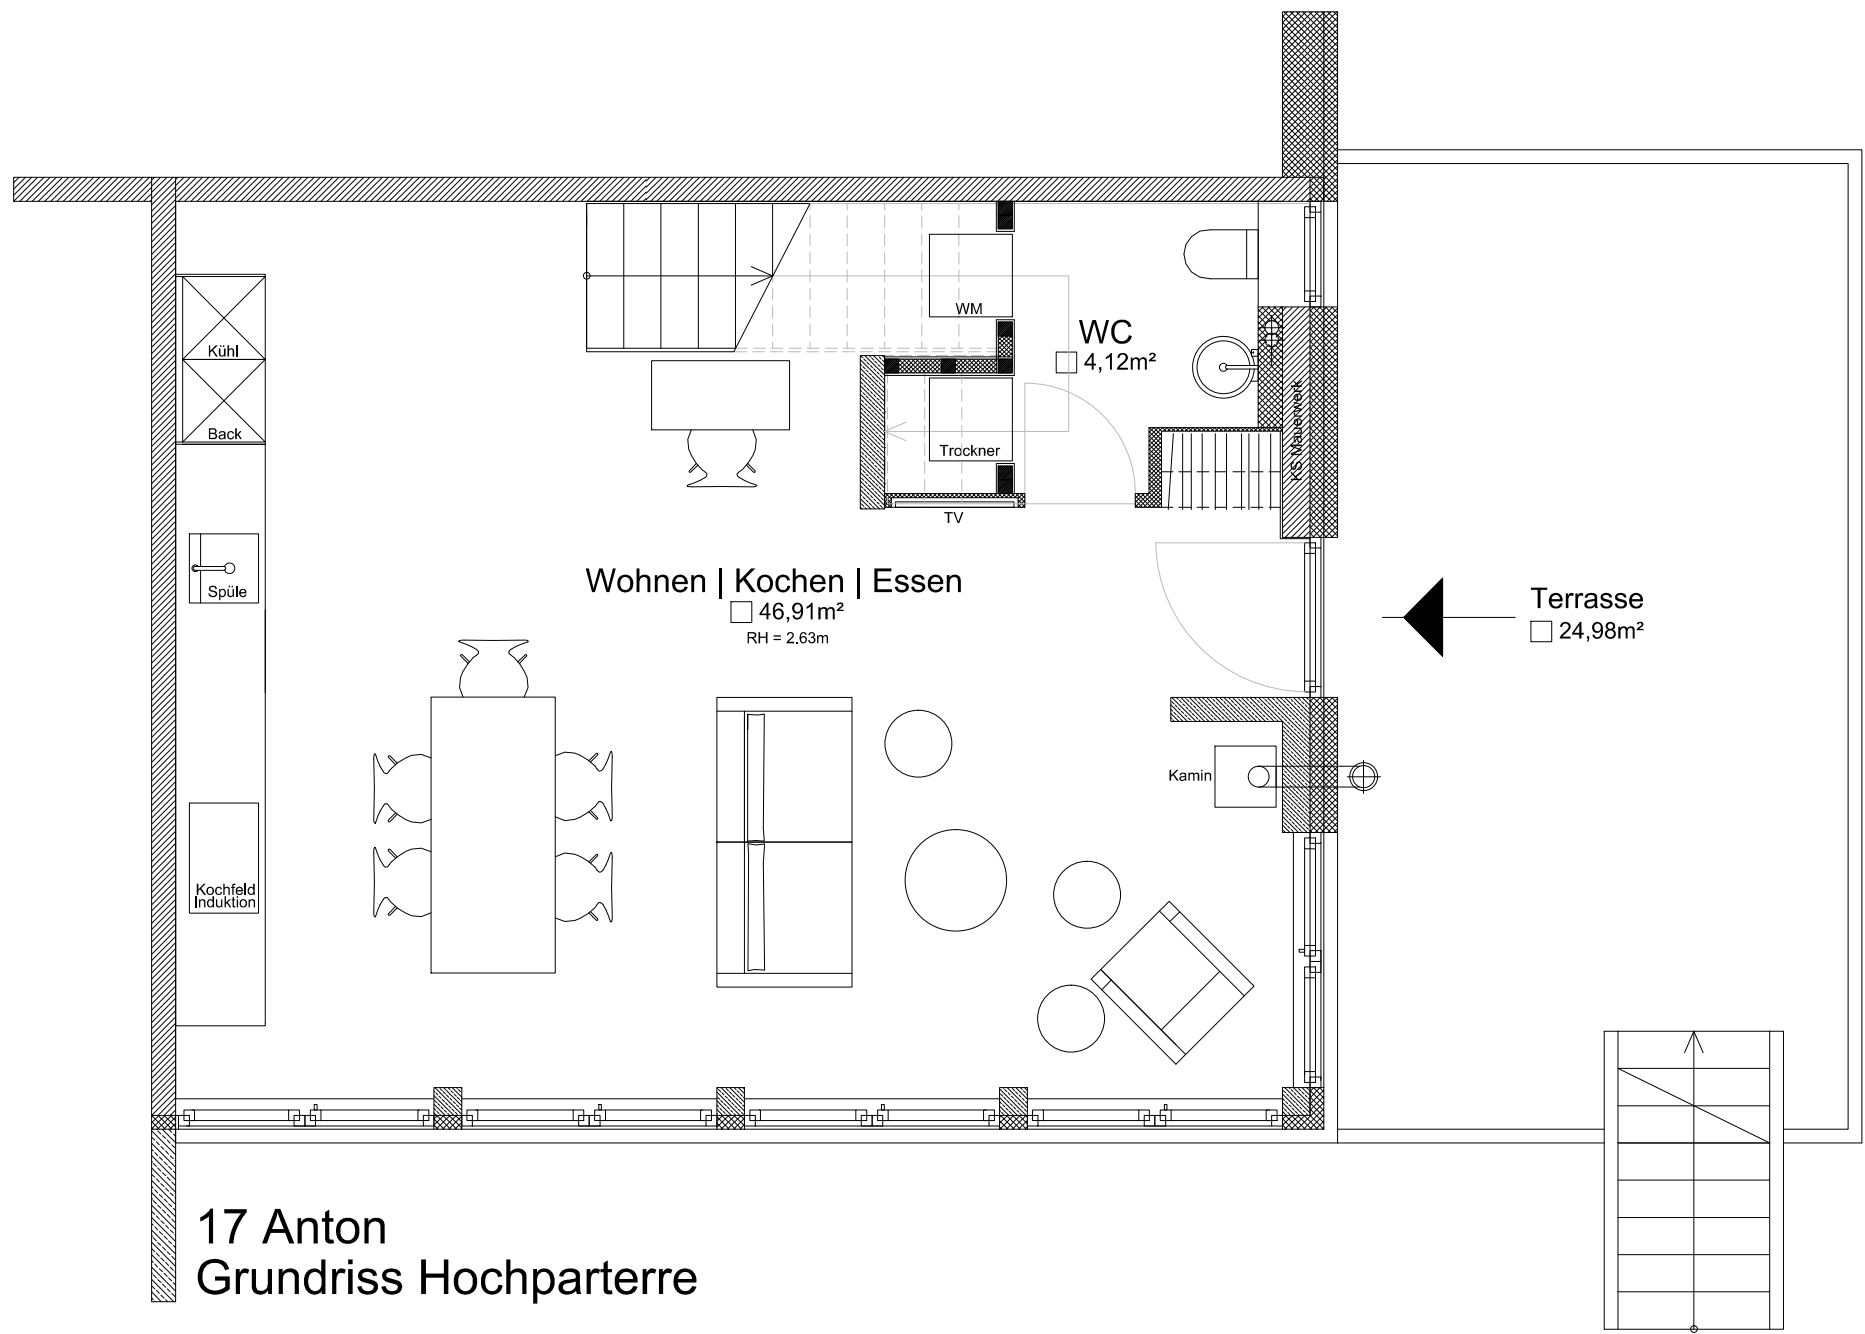 WM
WC
4,12m²
Kühl
Back
KS Mauerwerk
Trockner
TV
Spüle
Wohnen | Kochen | Essen
46,91m²
RH = 2.63m
Terrasse
24,98m²
Kamin
Kochfeld
Induktion
17 Anton
Grundriss Hochparterre